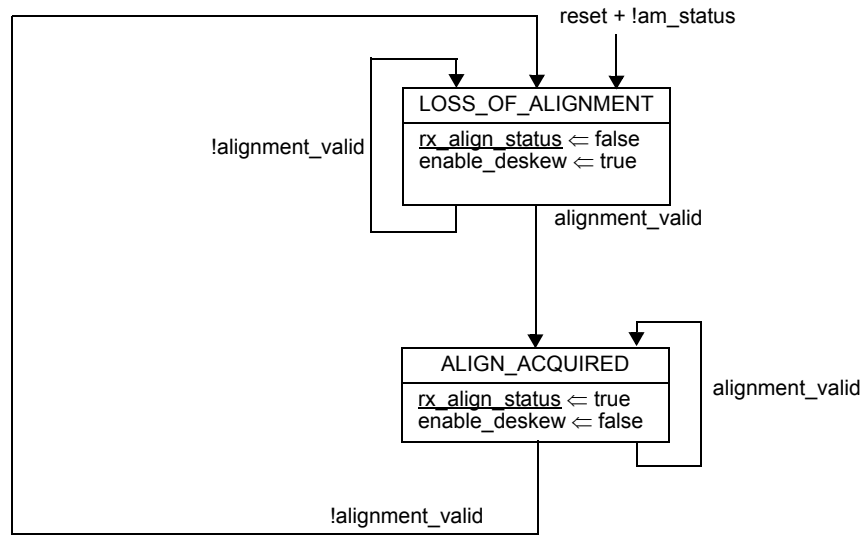 reset + !am_status
LOSS_OF_ALIGNMENT
rx_align_status ⇐ false
!alignment_valid
enable_deskew ⇐ true
alignment_valid
ALIGN_ACQUIRED
rx_align_status ⇐ true
alignment_valid
enable_deskew ⇐ false
!alignment_valid